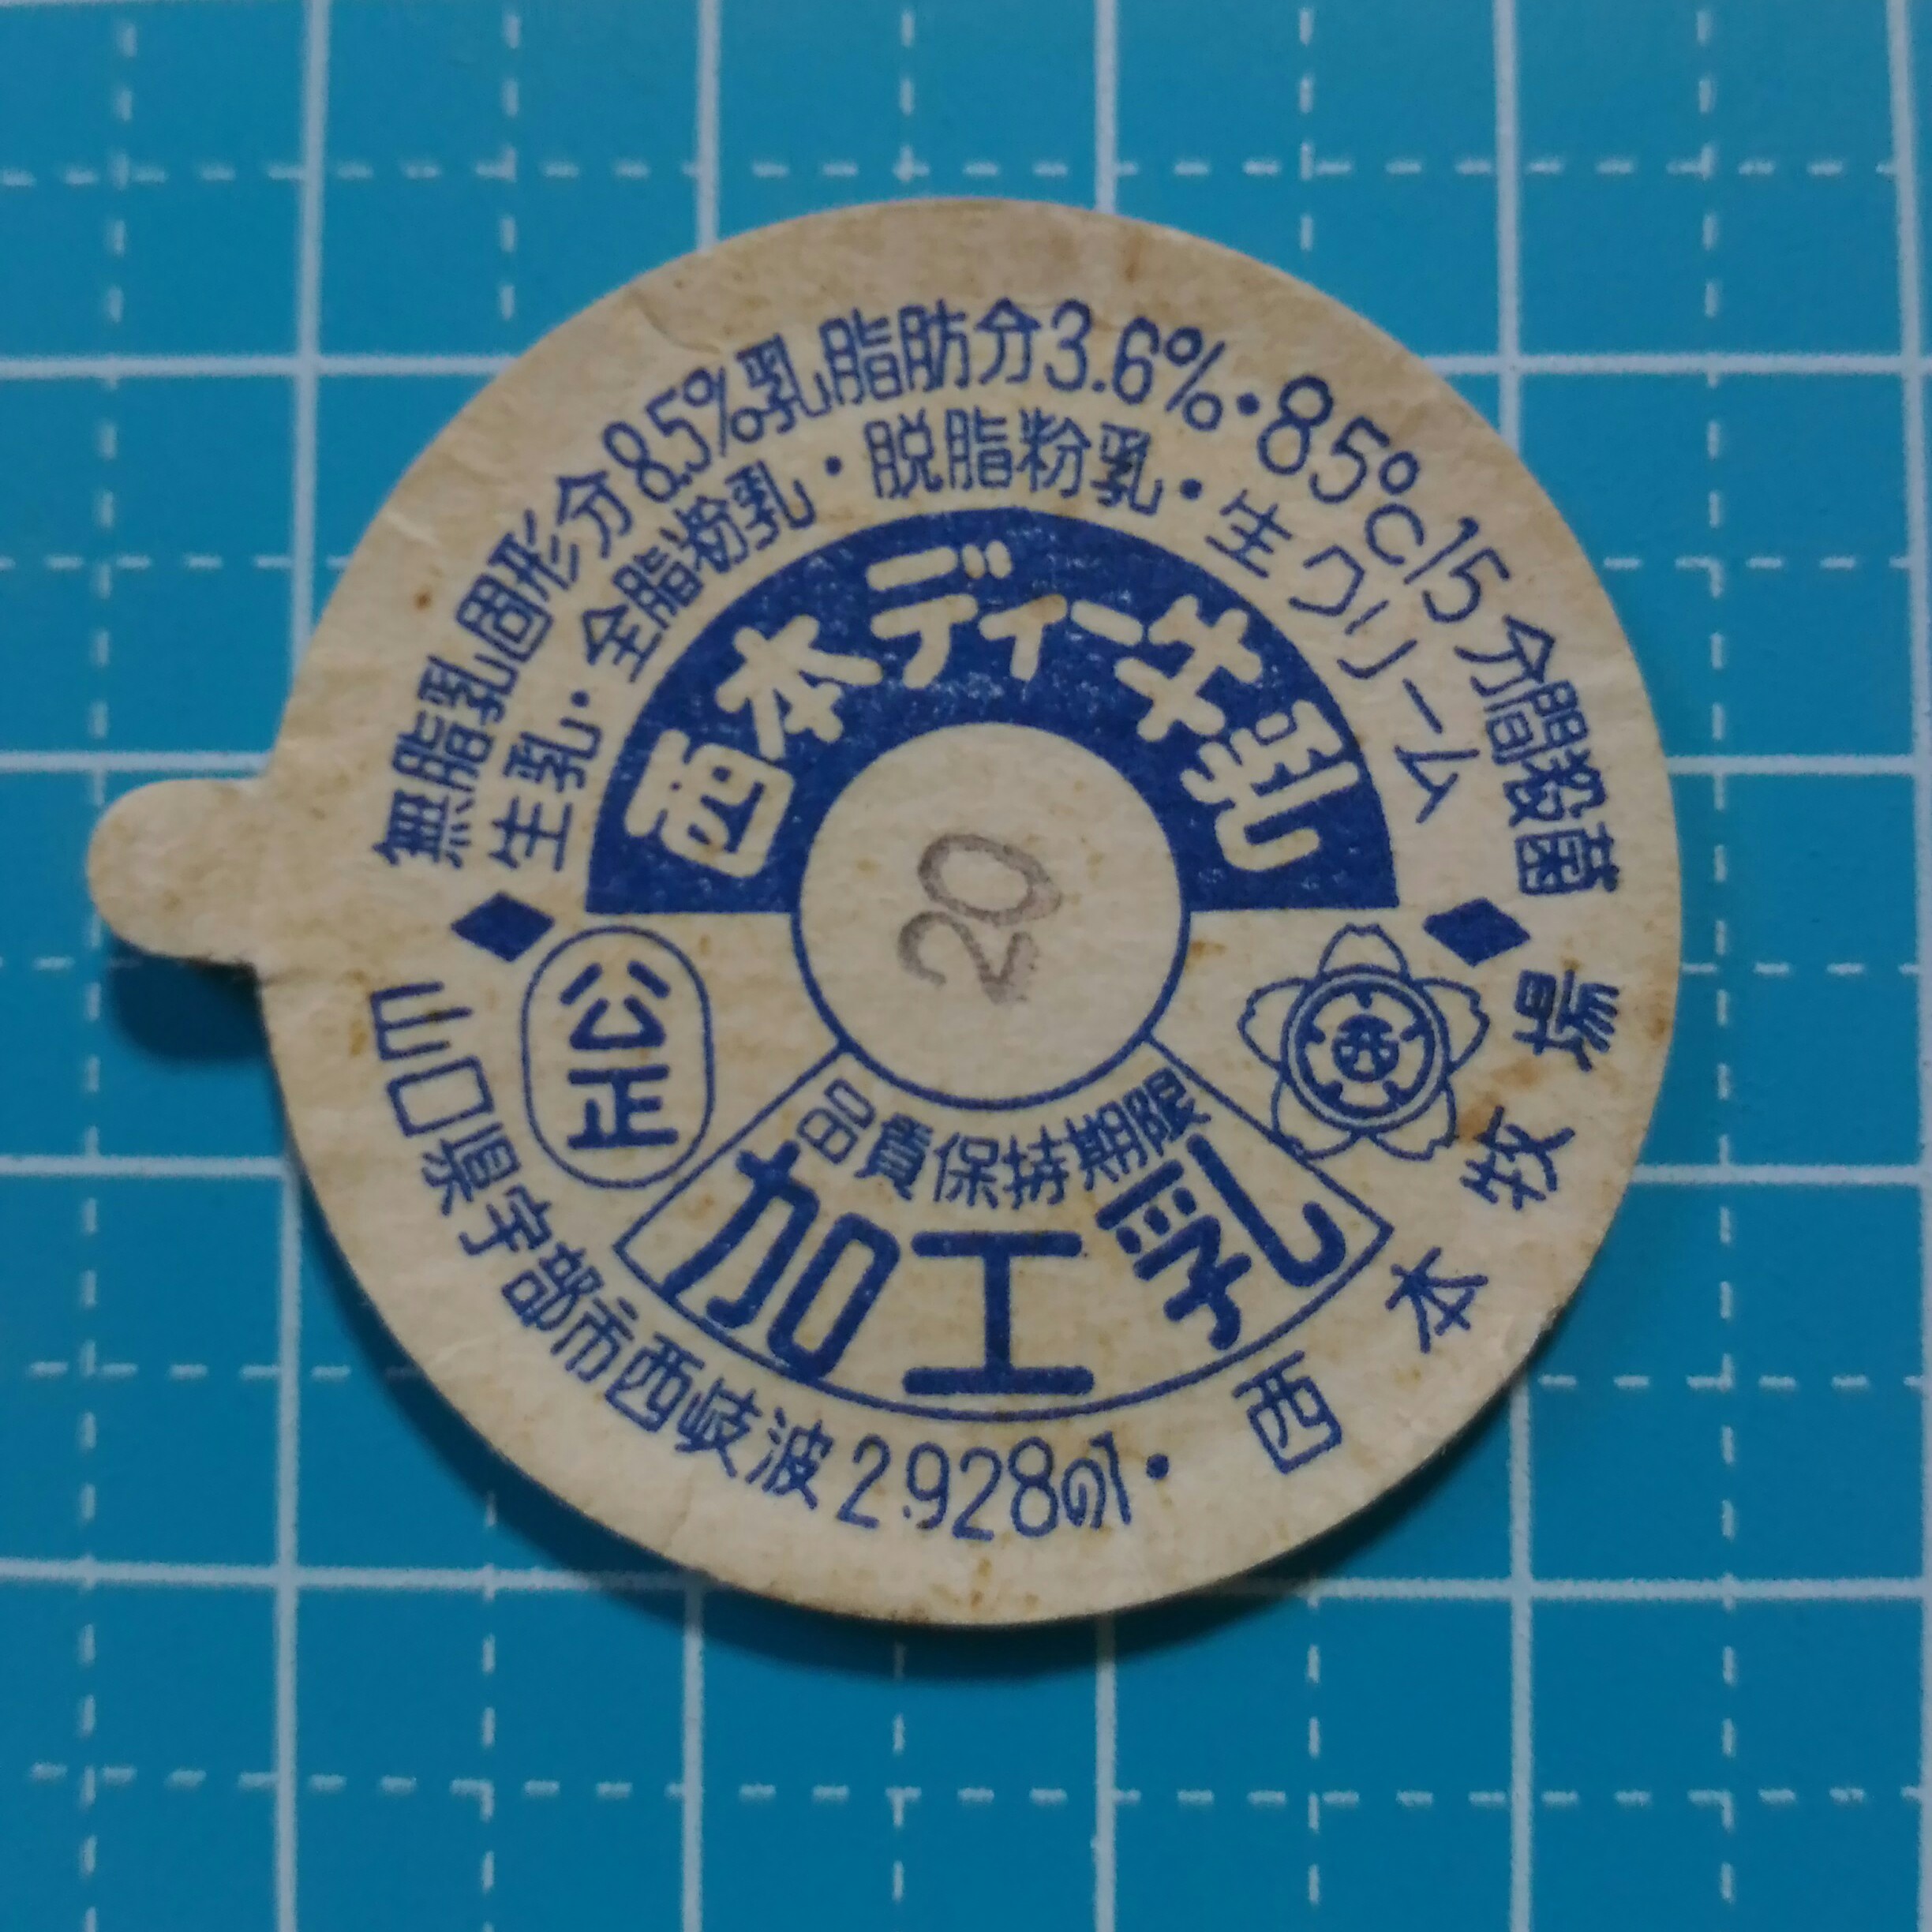 無脂乳固形分8.5%乳脂肪分3.6%・85℃15分間殺菌
生乳・全脂粉乳・脱脂粉乳・生クリーム
西本ディー牛乳
20
公正
西
品質保持期限
加工乳
山口県宇部市西岐波2928の1・西本牧場